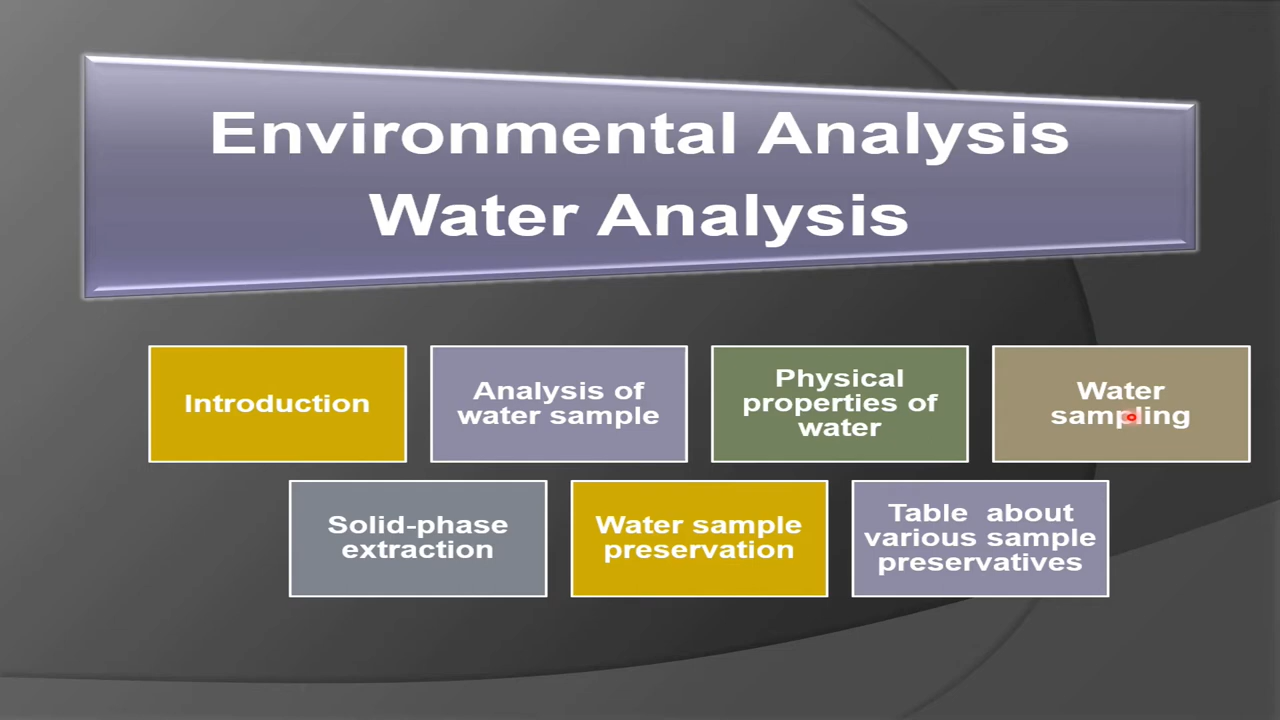 Environmental Analysis
Water Analysis
Introduction
Analysis of
water sample
Physical
properties of
water
Water
sampling
Solid-phase
extraction
Water sample
preservation
Table about
various sample
preservatives